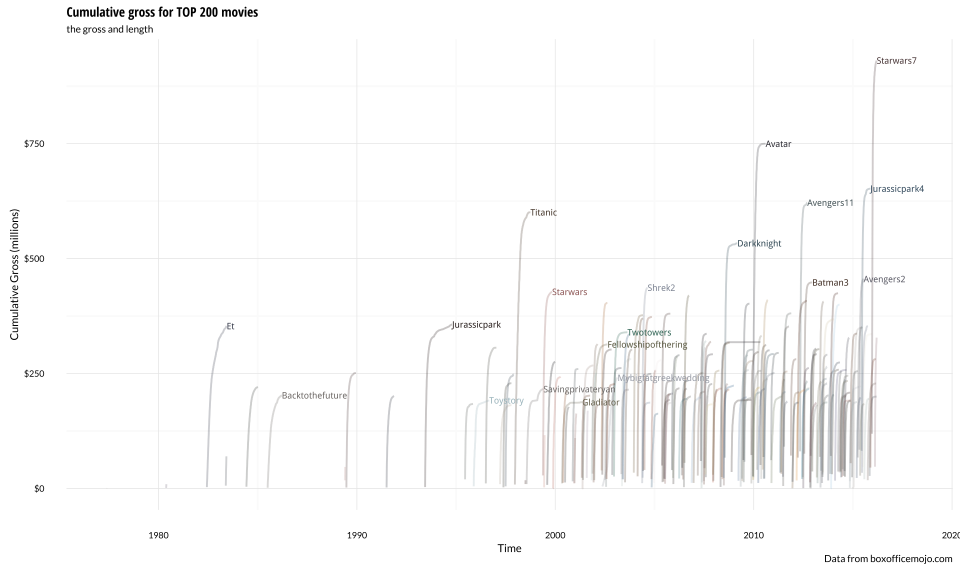 Cumulative gross for TOP 200 movies
the gross and length
Starwars7
$750
Avatar
Jurassicpark4
Avengers11
Titanic
Cumulative Gross (millions)
$500
Darkknight
Batman3
Avengers2
Starwars
Shrek2
Et
Jurassicpark
Twotowers
Fellowshipofthering
$250
Mybigfatgreekwedding
Backtothefuture
Savingprivateryan
Toystory
Gladiator
$0
1980
1990
2000
2010
2020
Time
Data from boxofficemojo.com